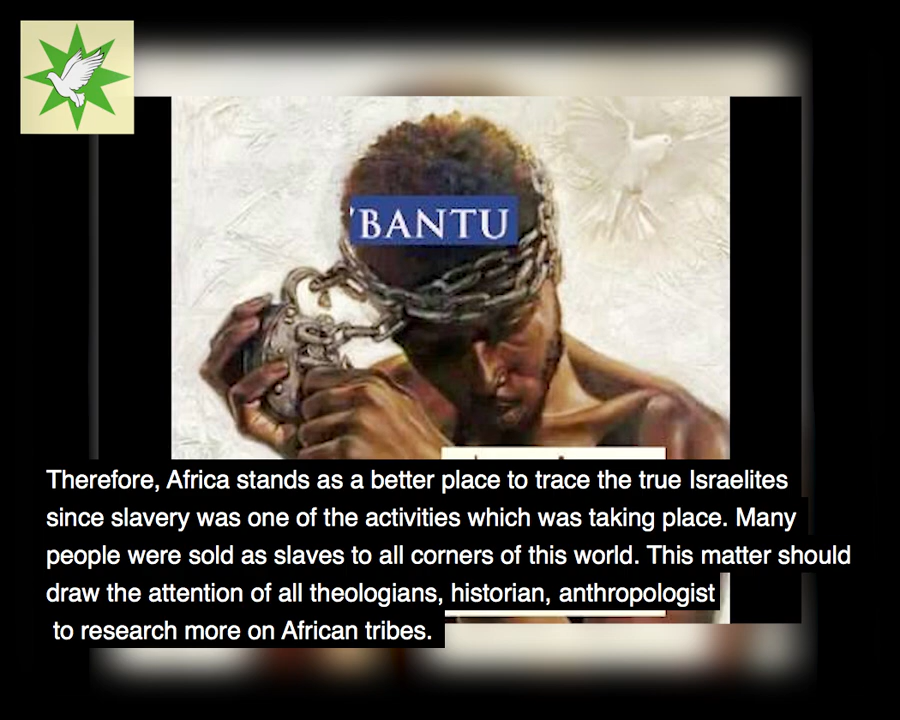 'BANTU
Therefore, Africa stands as a better place to trace the true Israelites
since slavery was one of the activities which was taking place. Many
people were sold as slaves to all corners of this world. This matter should
draw the attention of all theologians, historian, anthropologist
to research more on African tribes.